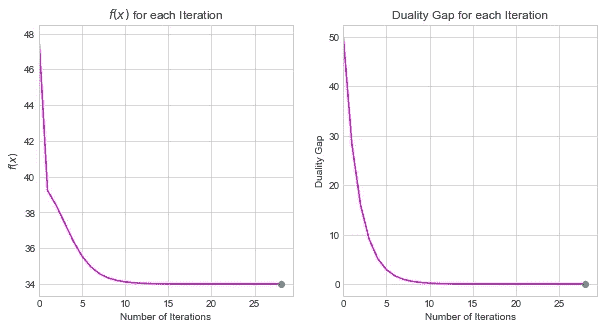 f(x) for each Iteration
48
46
44
42
40
38
36
34
f(x)
0 5 10 15 20 25
Number of Iterations
Duality Gap for each Iteration
50
40
30
20
10
0
Duality Gap
0 5 10 15 20 25
Number of Iterations